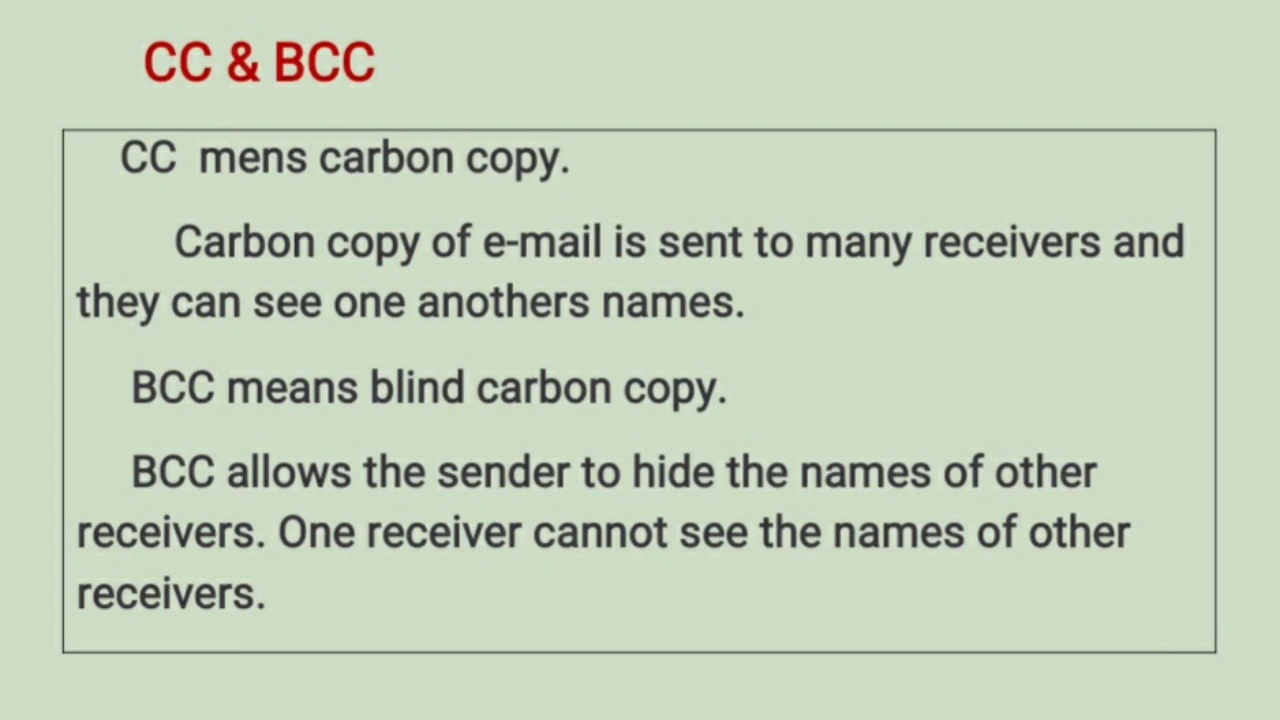 CC & BCC
CC mens carbon copy.
Carbon copy of e-mail is sent to many receivers and
they can see one anothers names.
BCC means blind carbon copy.
BCC allows the sender to hide the names of other
receivers. One receiver cannot see the names of other
receivers.